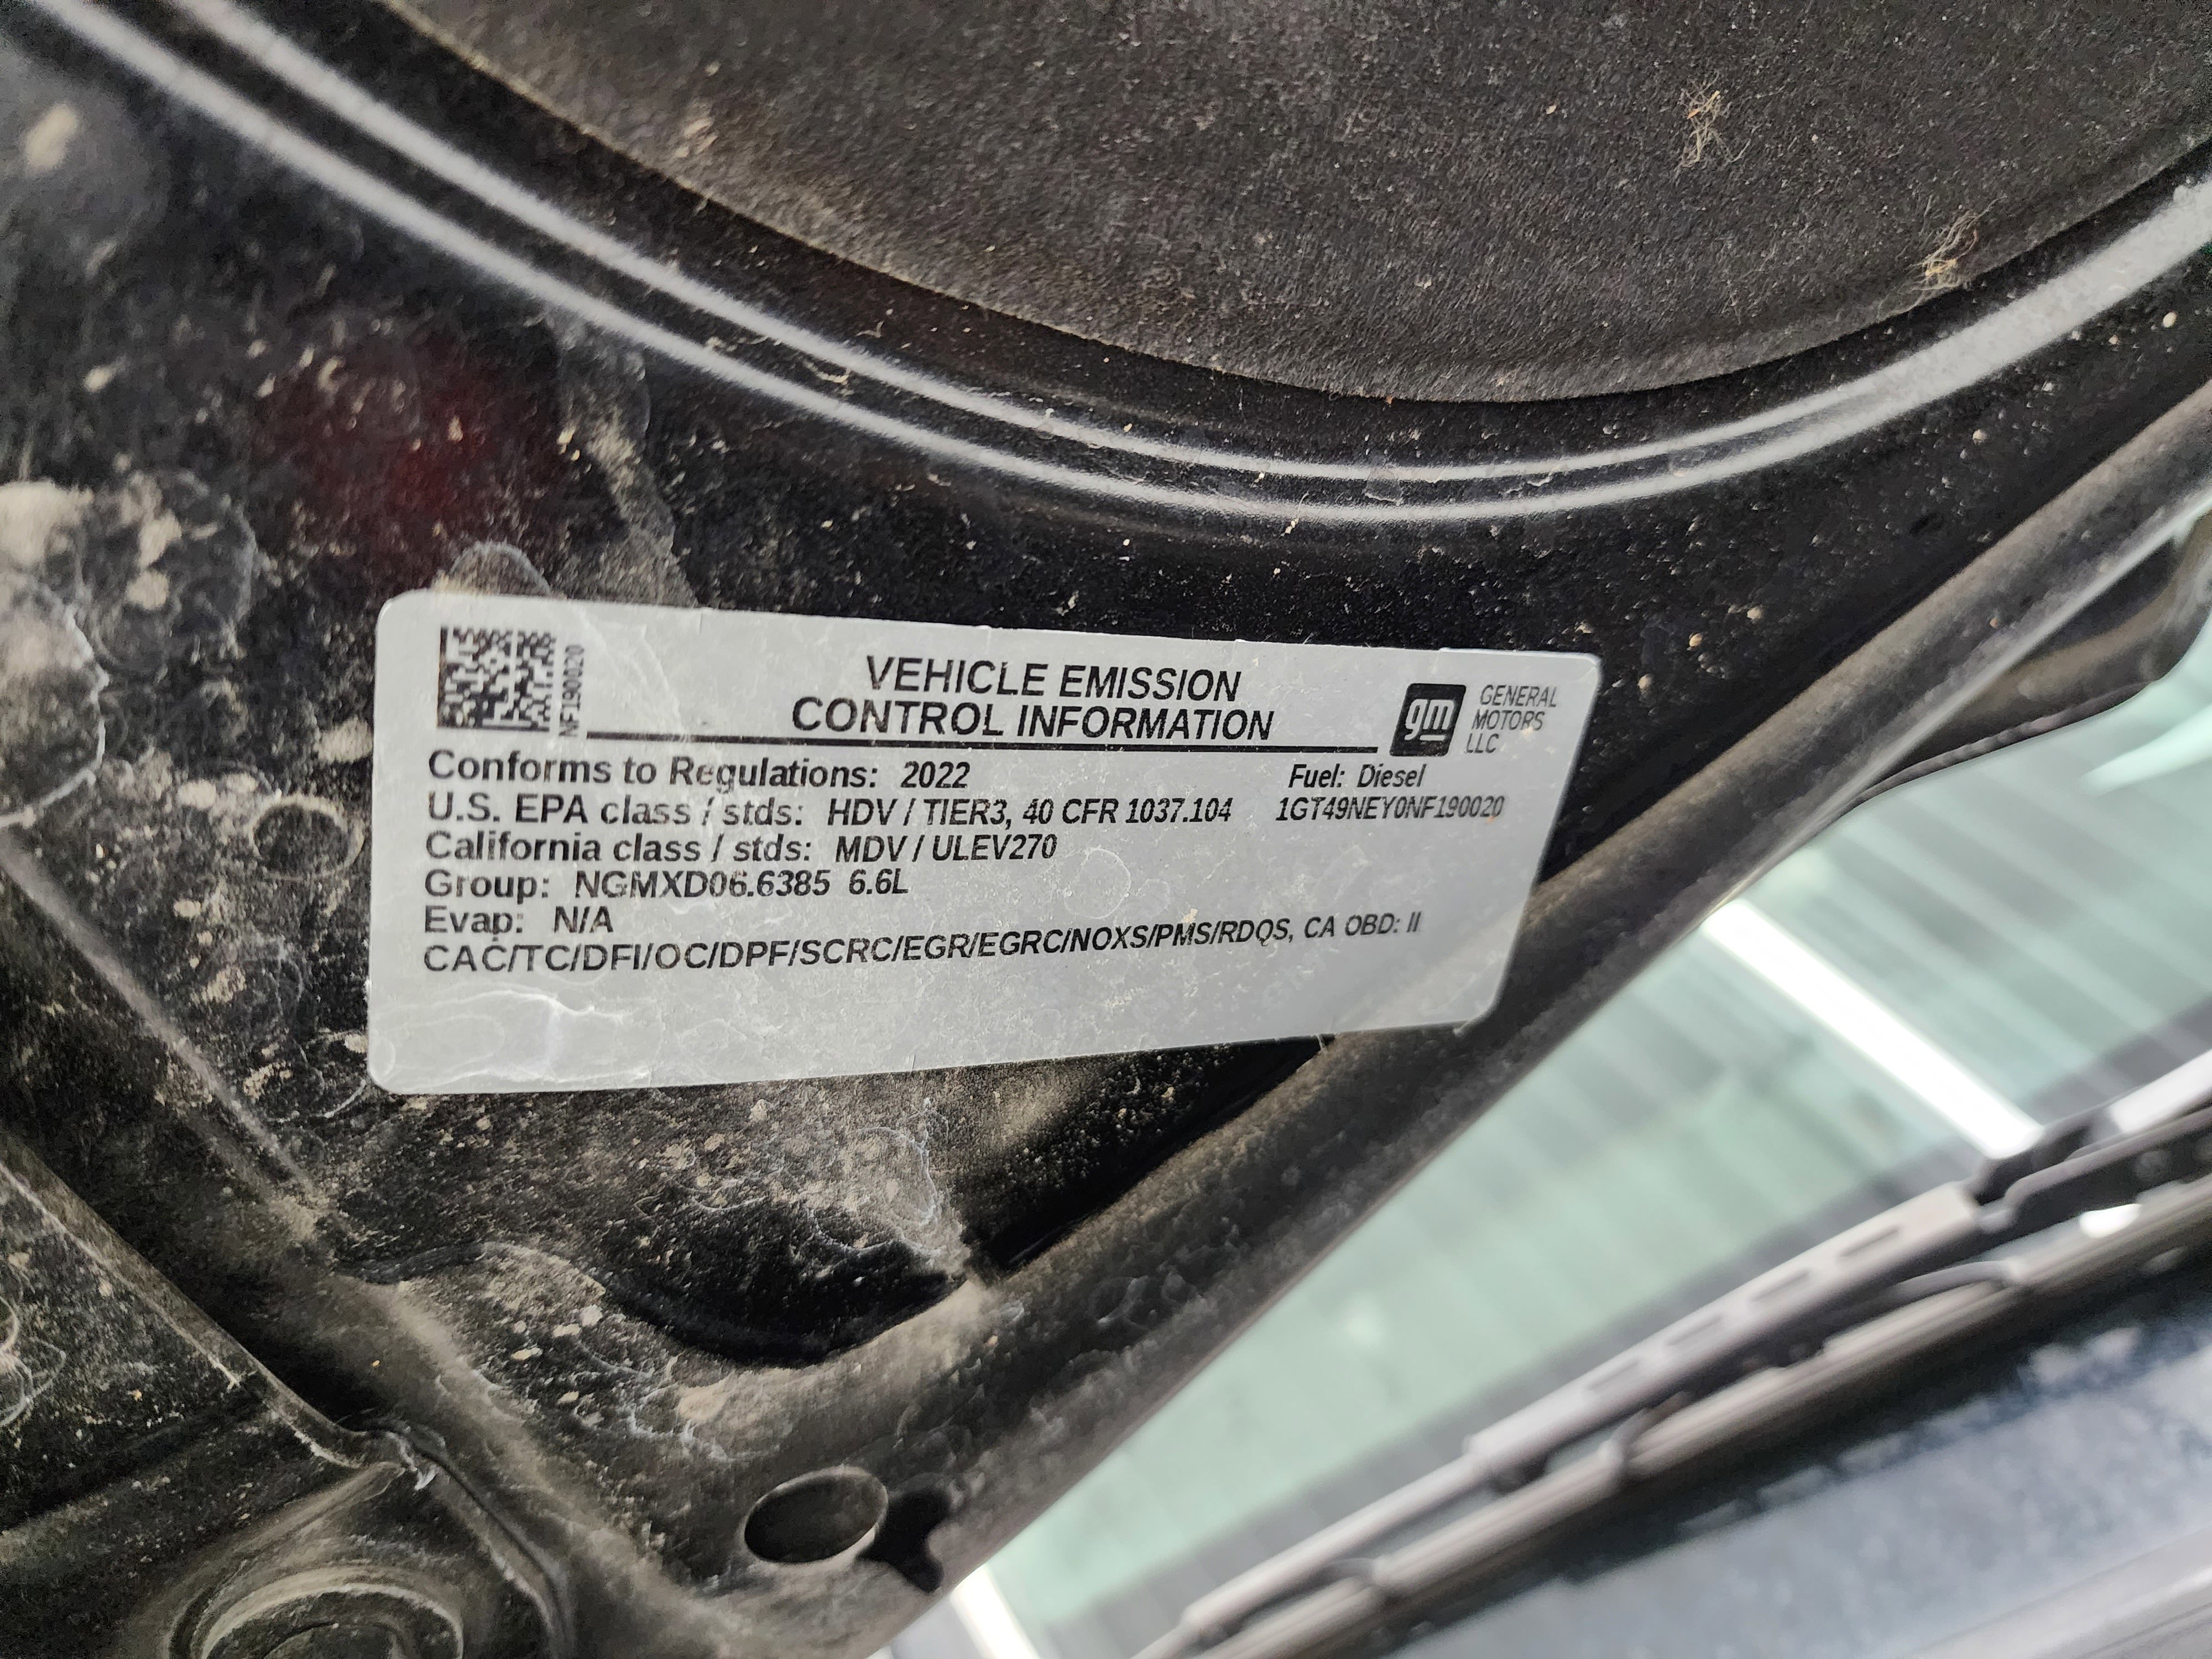 NF190020
VEHICLE EMISSION
CONTROL INFORMATION
gm
GENERAL
MOTORS
LLC
Conforms to Regulations: 2022
Fuel: Diesel
U.S. EPA class / stds: HDV / TIER3, 40 CFR 1037.104
1GT49NEY0NF190020
California class / stds: MDV / ULEV270
Group: NGMXD06.6385 6.6L
Evap: N/A
CAC/TC/DFI/OC/DPF/SCRC/EGR/EGRC/NOXS/PMS/RDQS, CA OBD: II